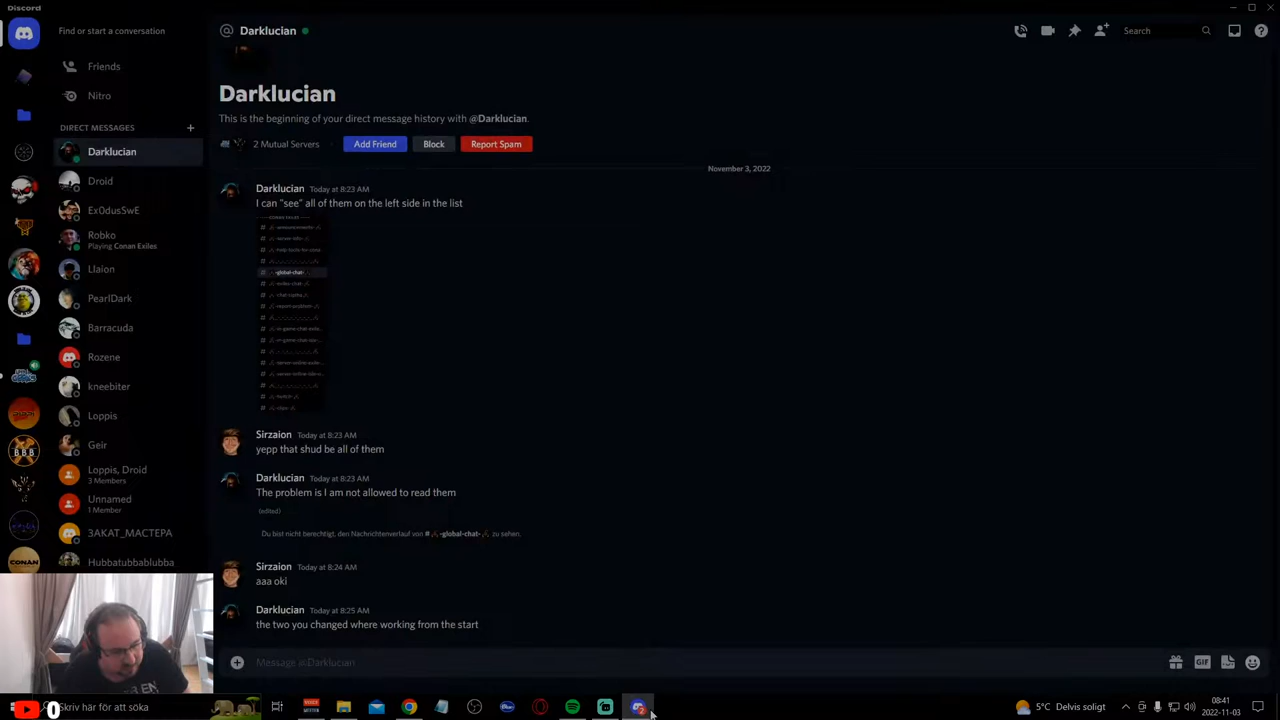 Discord
Find or start a conversation
Darklucian
Search
Friends
Nitro
DIRECT MESSAGES
Darklucian
Droid
Ex0dusSwE
Robko
Playing Conan Exiles
Llaion
PearlDark
Barracuda
Rozene
kneebiter
Loppis
Geir
Loppis, Droid
3 Members
Unnamed
1 Member
3AKAT_MACTEPA
Hubbatubbablubba
Darklucian
This is the beginning of your direct message history with @Darklucian.
2 Mutual Servers
Add Friend
Block
Report Spam
November 3, 2022
Darklucian Today at 8:23 AM
I can "see" all of them on the left side in the list
-global-chat-
Sirzaion Today at 8:23 AM
yepp that shud be all of them
Darklucian Today at 8:23 AM
The problem is I am not allowed to read them
(edited)
Du bist nicht berechtigt, den Nachrichtenverlauf von # -global-chat- zu sehen.
Sirzaion Today at 8:24 AM
aaa oki
Darklucian Today at 8:25 AM
the two you changed where working from the start
Message @Darklucian
GIF
BBB
CONAN
0
Skriv här för att söka
5°C Delvis soligt
08:41
2022-11-03